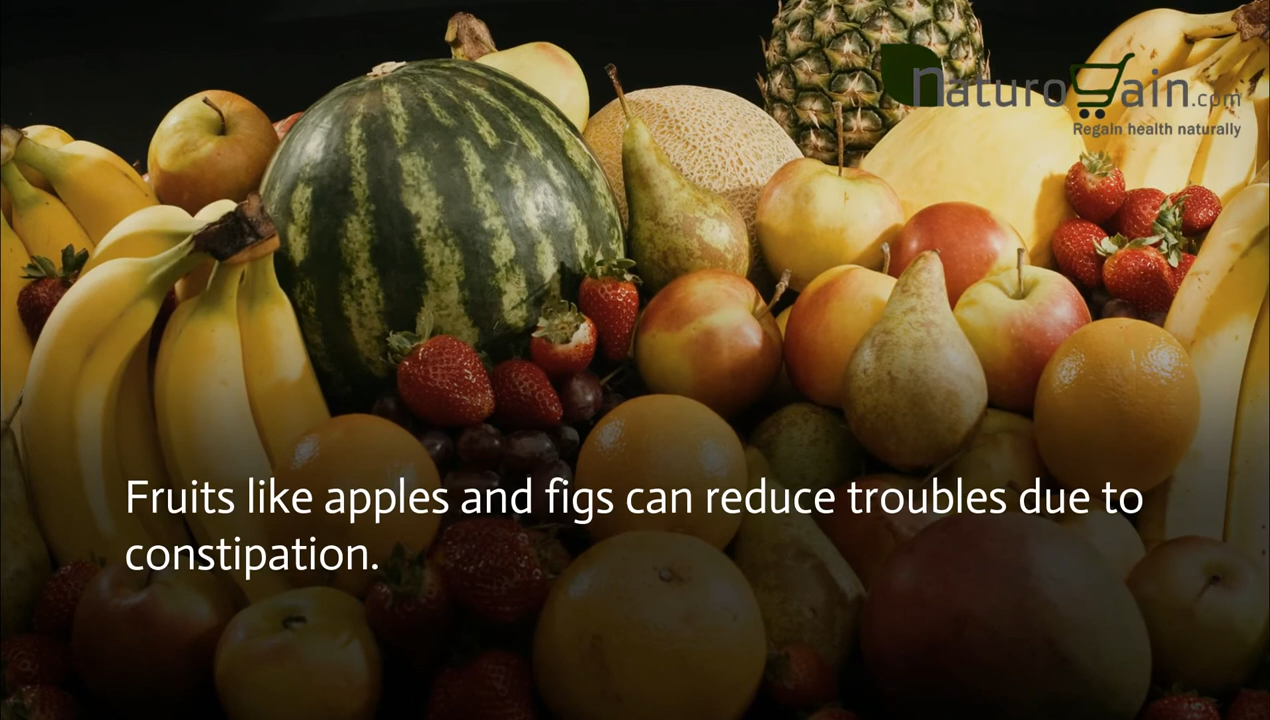 naturogain.com
Regain health naturally
Fruits like apples and figs can reduce troubles due to
constipation.